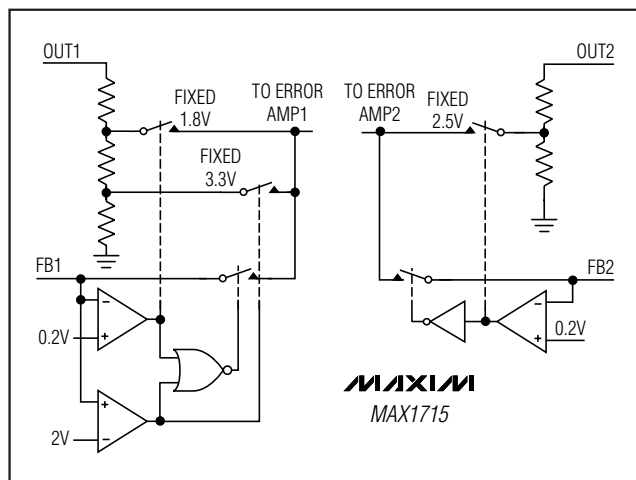 OUT1
FIXED
1.8V
TO ERROR
AMP1
FIXED
3.3V
FB1
0.2V
2V
-
+
+
-
TO ERROR
AMP2
FIXED
2.5V
OUT2
FB2
-
+
0.2V
MAXIM
MAX1715